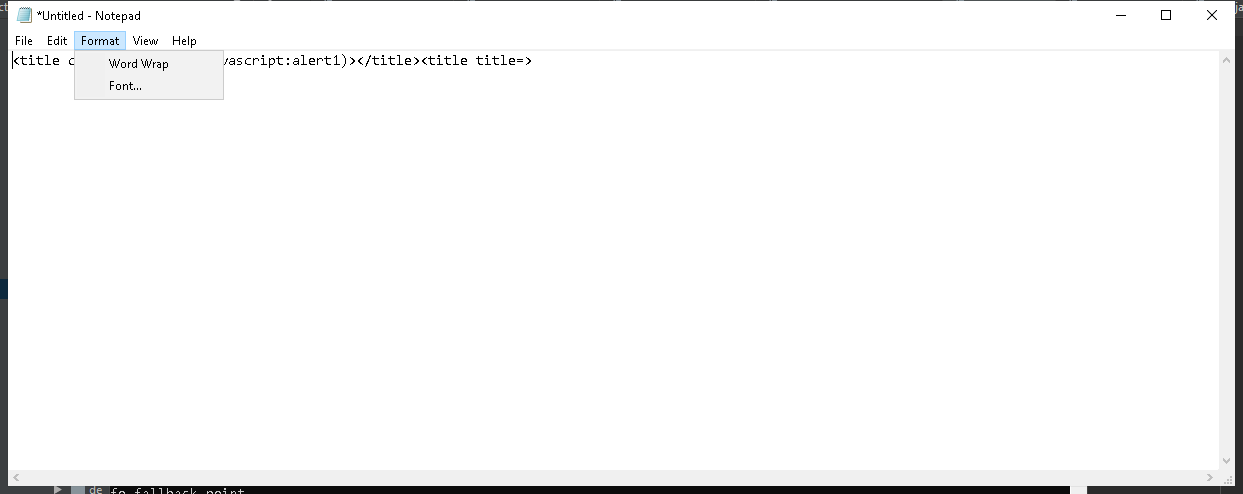 *Untitled - Notepad
File Edit Format View Help
<title c
vascript:alert1)></title><title title=>
Word Wrap
Font...
de fo fallback point